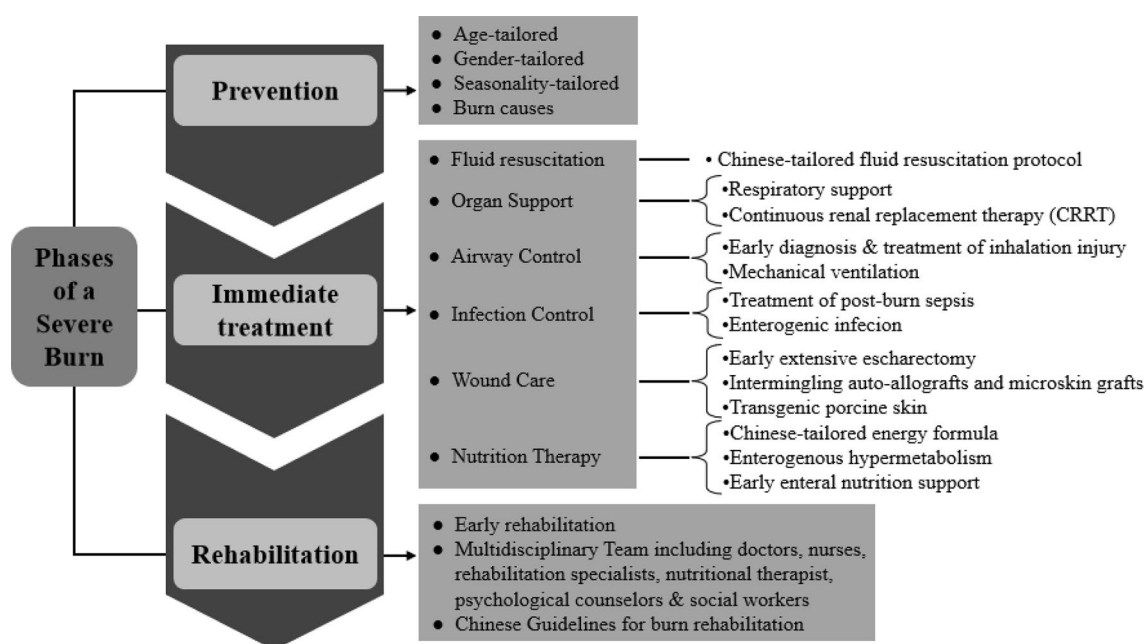 Phases
of a
Severe
Burn
Prevention
● Age-tailored
● Gender-tailored
● Seasonality-tailored
● Burn causes
Immediate
treatment
● Fluid resuscitation
• Chinese-tailored fluid resuscitation protocol
● Organ Support
•Respiratory support
•Continuous renal replacement therapy (CRRT)
● Airway Control
•Early diagnosis & treatment of inhalation injury
•Mechanical ventilation
● Infection Control
•Treatment of post-burn sepsis
•Enterogenic infecion
● Wound Care
•Early extensive escharectomy
•Intermingling auto-allografts and microskin grafts
•Transgenic porcine skin
● Nutrition Therapy
•Chinese-tailored energy formula
•Enterogenous hypermetabolism
•Early enteral nutrition support
Rehabilitation
● Early rehabilitation
● Multidisciplinary Team including doctors, nurses,
rehabilitation specialists, nutritional therapist,
psychological counselors & social workers
● Chinese Guidelines for burn rehabilitation